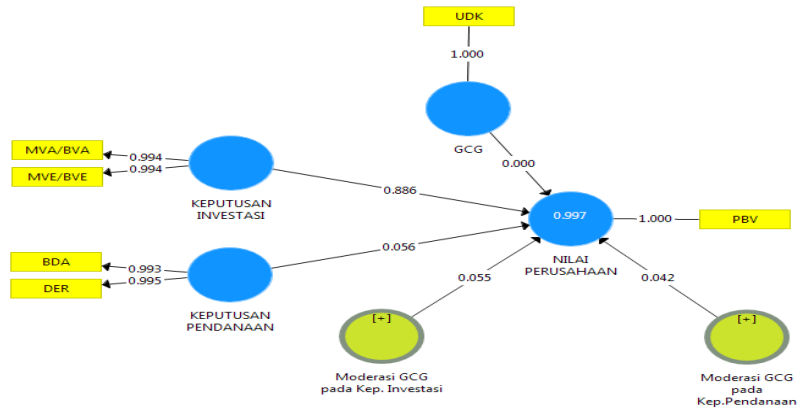 UDK
1.000
GCG
0.000
MVA/BVA
0.994
MVE/BVE
0.994
KEPUTUSAN
INVESTASI
0.886
0.997
NILAI
PERUSAHAAN
1.000
PBV
BDA
0.993
DER
0.995
KEPUTUSAN
PENDANAAN
0.056
0.055
0.042
[+]
Moderasi GCG
pada Kep. Investasi
[+]
Moderasi GCG
pada
Kep.Pendanaan